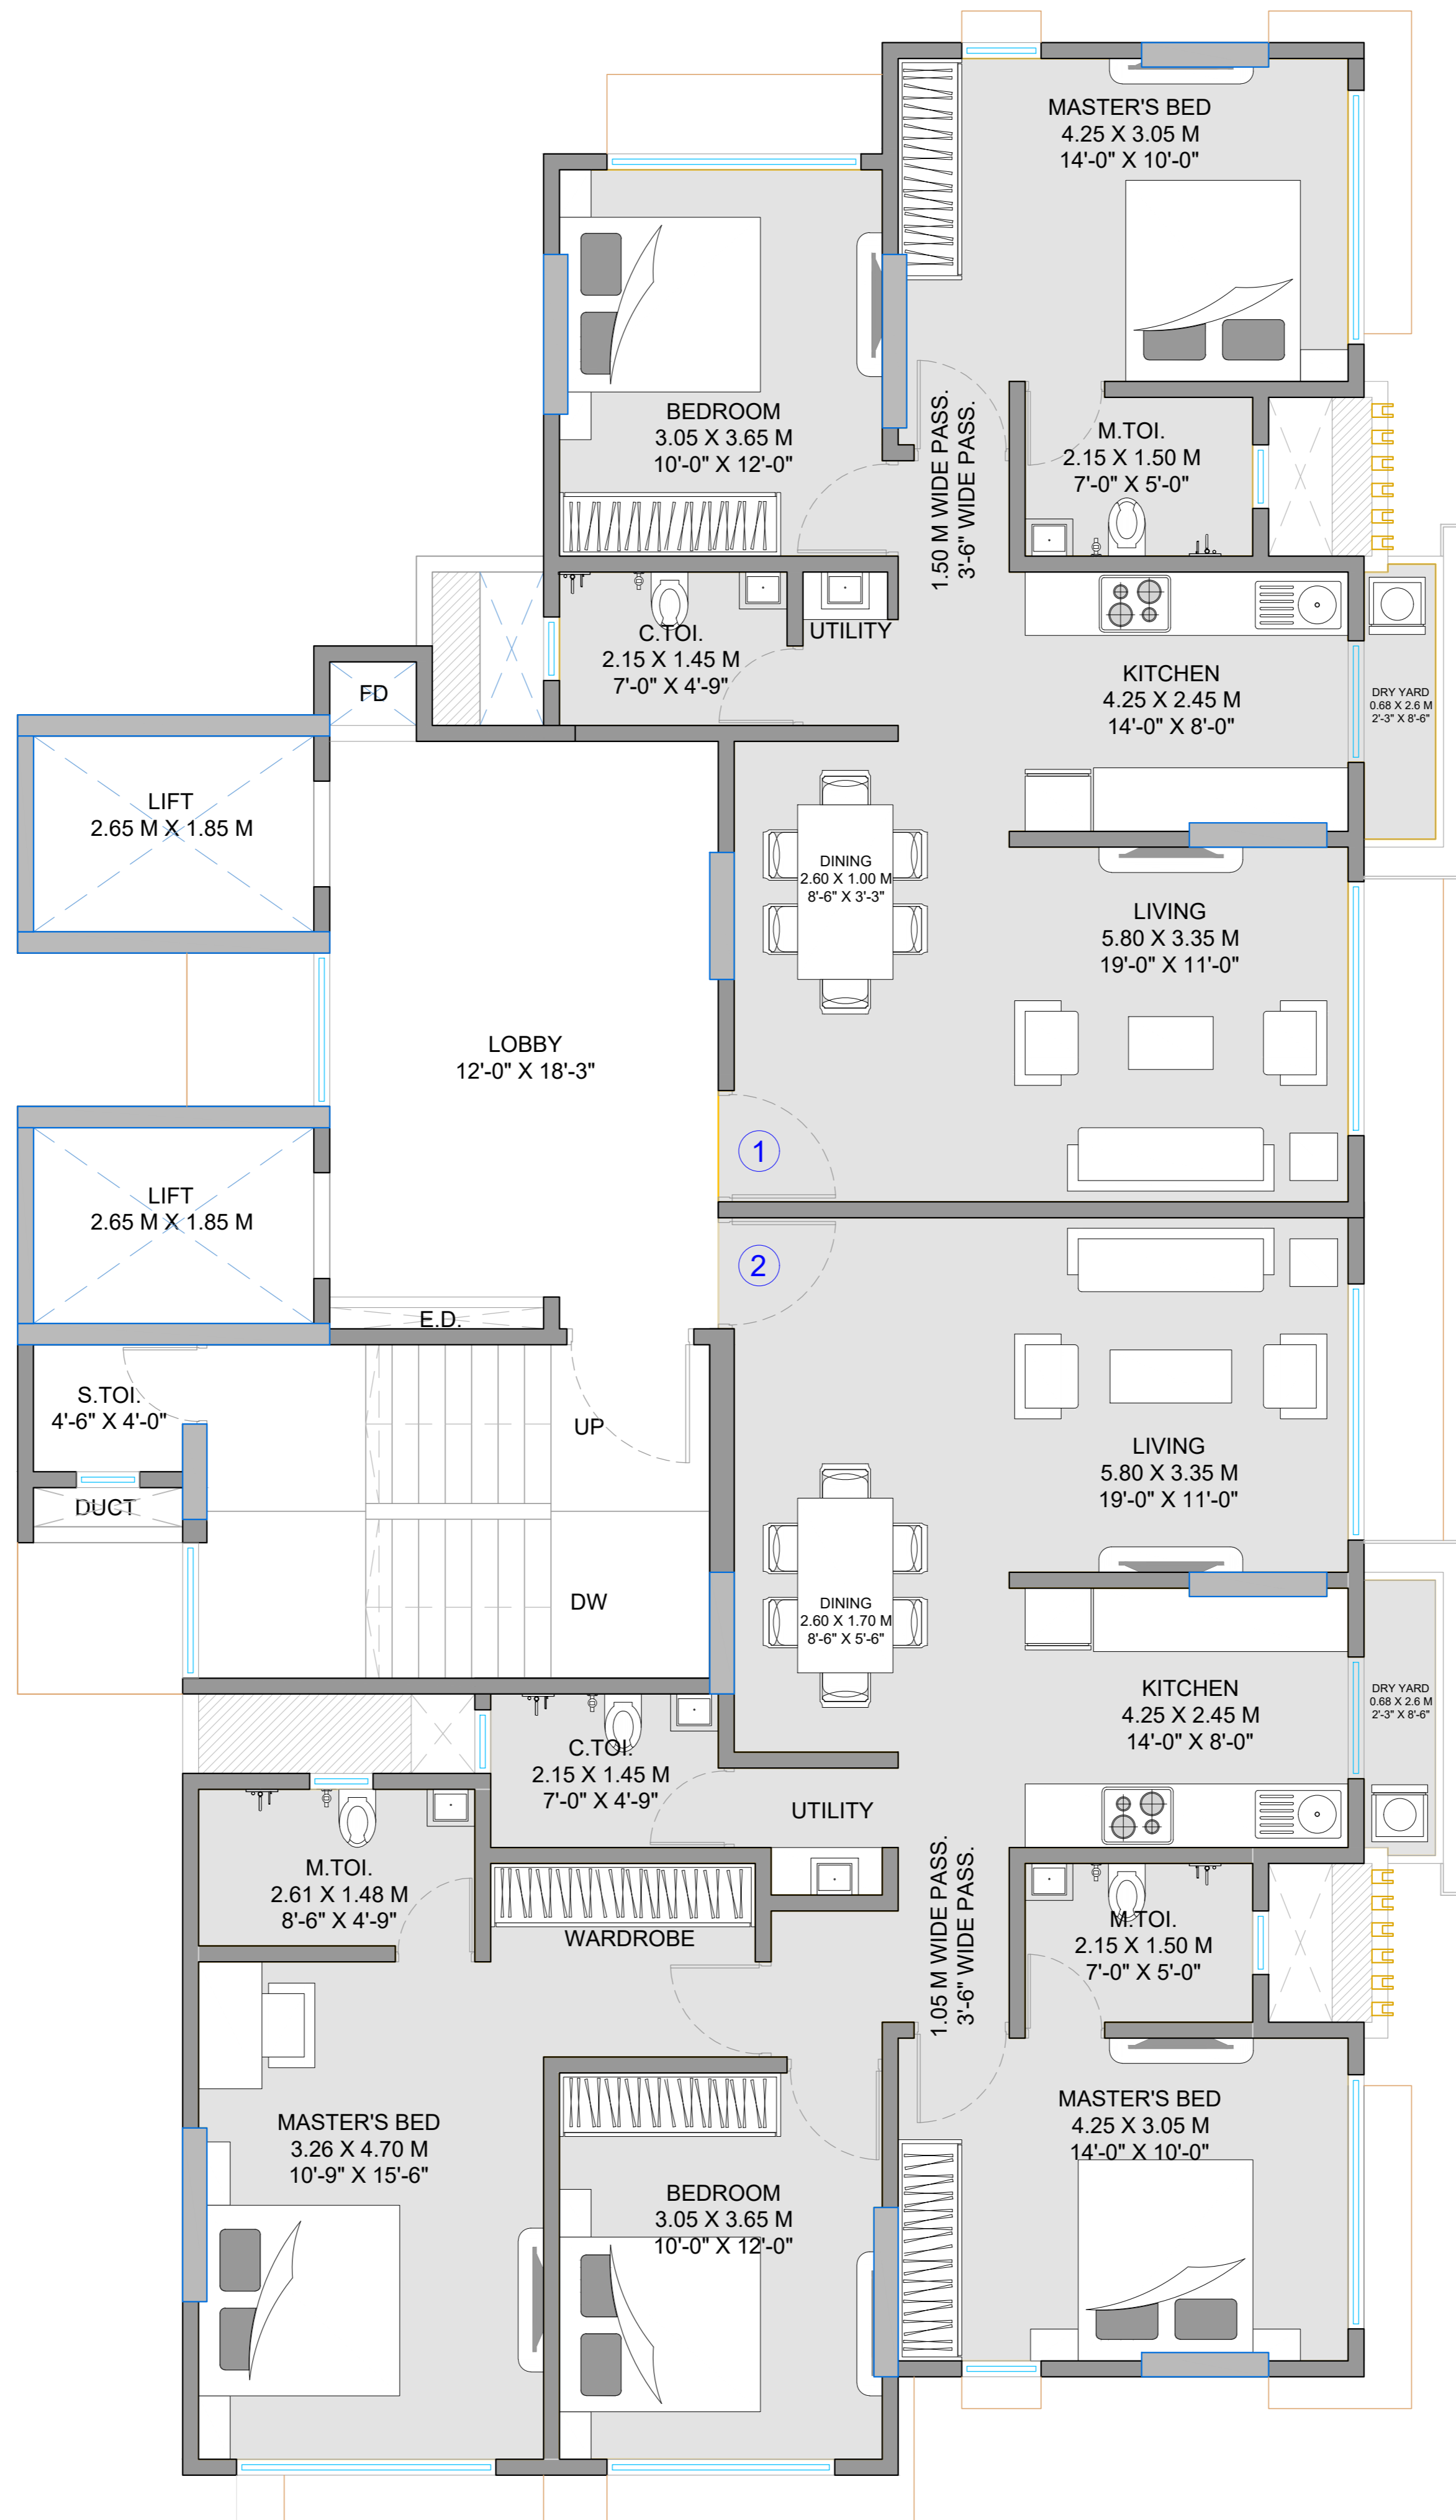 MASTER'S BED
4.25 X 3.05 M
14'-0" X 10'-0"
BEDROOM
3.05 X 3.65 M
10'-0" X 12'-0"
1.50 M WIDE PASS.
3'-6" WIDE PASS.
M.TOI.
2.15 X 1.50 M
7'-0" X 5'-0"
C.TOI.
2.15 X 1.45 M
7'-0" X 4'-9"
UTILITY
KITCHEN
4.25 X 2.45 M
14'-0" X 8'-0"
DRY YARD
0.68 X 2.6 M
2'-3" X 8'-6"
FD
LIFT
2.65 M X 1.85 M
DINING
2.60 X 1.00 M
8'-6" X 3'-3"
LIVING
5.80 X 3.35 M
19'-0" X 11'-0"
LOBBY
12'-0" X 18'-3"
1
LIFT
2.65 M X 1.85 M
2
E.D.
S.TOI.
4'-6" X 4'-0"
UP
DUCT
LIVING
5.80 X 3.35 M
19'-0" X 11'-0"
DW
DINING
2.60 X 1.70 M
8'-6" X 5'-6"
KITCHEN
4.25 X 2.45 M
14'-0" X 8'-0"
DRY YARD
0.68 X 2.6 M
2'-3" X 8'-6"
C.TOI.
2.15 X 1.45 M
7'-0" X 4'-9"
UTILITY
M.TOI.
2.61 X 1.48 M
8'-6" X 4'-9"
WARDROBE
1.05 M WIDE PASS.
3'-6" WIDE PASS.
M.TOI.
2.15 X 1.50 M
7'-0" X 5'-0"
MASTER'S BED
3.26 X 4.70 M
10'-9" X 15'-6"
BEDROOM
3.05 X 3.65 M
10'-0" X 12'-0"
MASTER'S BED
4.25 X 3.05 M
14'-0" X 10'-0"